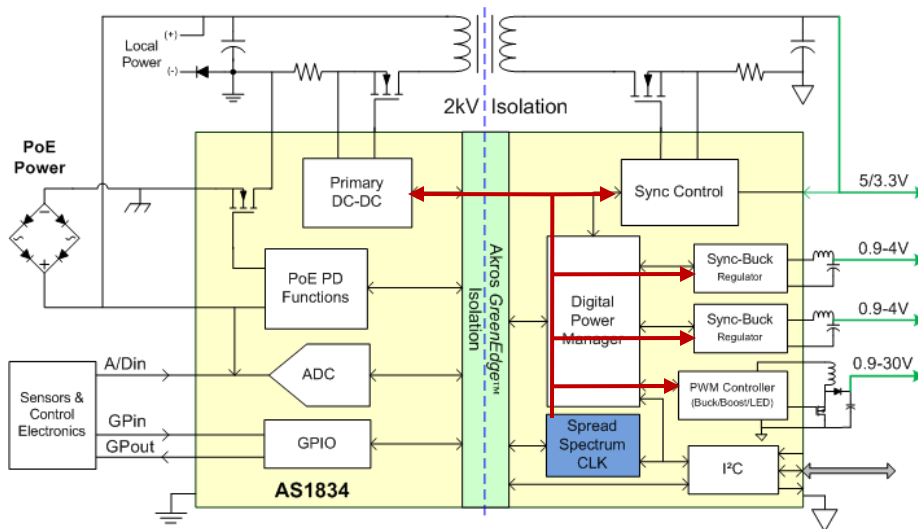 (+)
Local
Power
(-)
2kV Isolation
PoE
Power
Primary
DC-DC
Sync Control
5/3.3V
PoE PD
Functions
Akros GreenEdge™
Isolation
Digital
Power
Manager
Sync-Buck
Regulator
0.9-4V
Sync-Buck
Regulator
0.9-4V
A/Din
ADC
PWM Controller
(Buck/Boost/LED)
0.9-30V
Sensors &
Control
Electronics
GPin
GPout
GPIO
Spread
Spectrum
CLK
I²C
AS1834